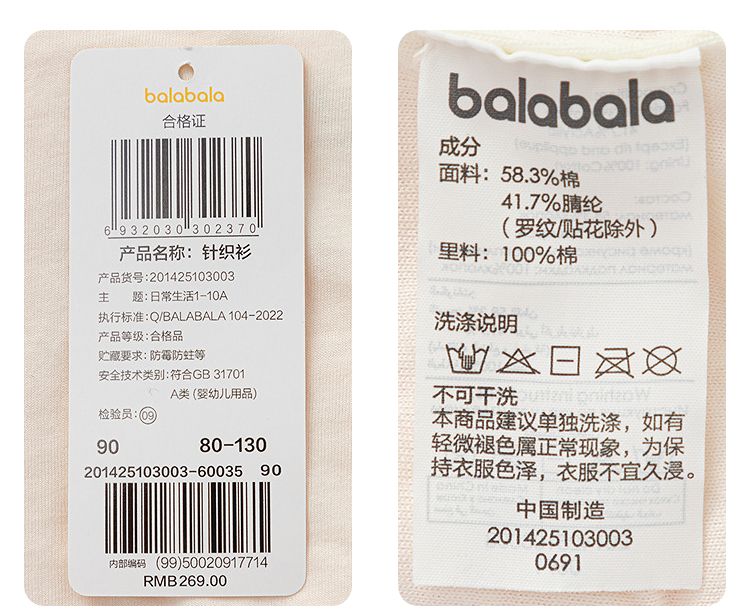 balabala
合格证
6 932030 302370
产品名称：针织衫
产品货号:201425103003
主　　题:日常生活1-10A
执行标准:Q/BALABALA 104-2022
产品等级:合格品
贮藏要求:防霉防蛀等
安全技术类别:符合GB 31701
A类 (婴幼儿用品)
检验员:09
90 80-130
201425103003-60035 90
内部编码 (99)50020917714
RMB269.00
balabala
成分
面料: 58.3%棉
41.7%腈纶
(罗纹/贴花除外)
里料: 100%棉
洗涤说明
不可干洗
本商品建议单独洗涤，如有
轻微褪色属正常现象，为保
持衣服色泽，衣服不宜久浸。
中国制造
201425103003
0691